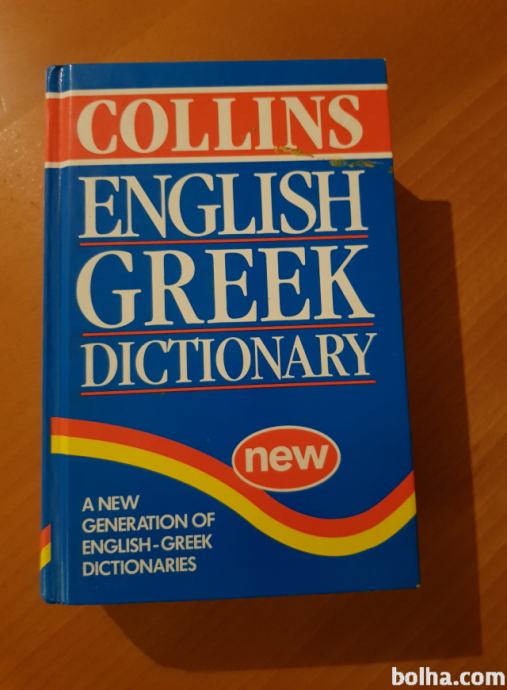 COLLINS
ENGLISH
GREEK
DICTIONARY
new
A NEW
GENERATION OF
ENGLISH-GREEK
DICTIONARIES
bolha.com